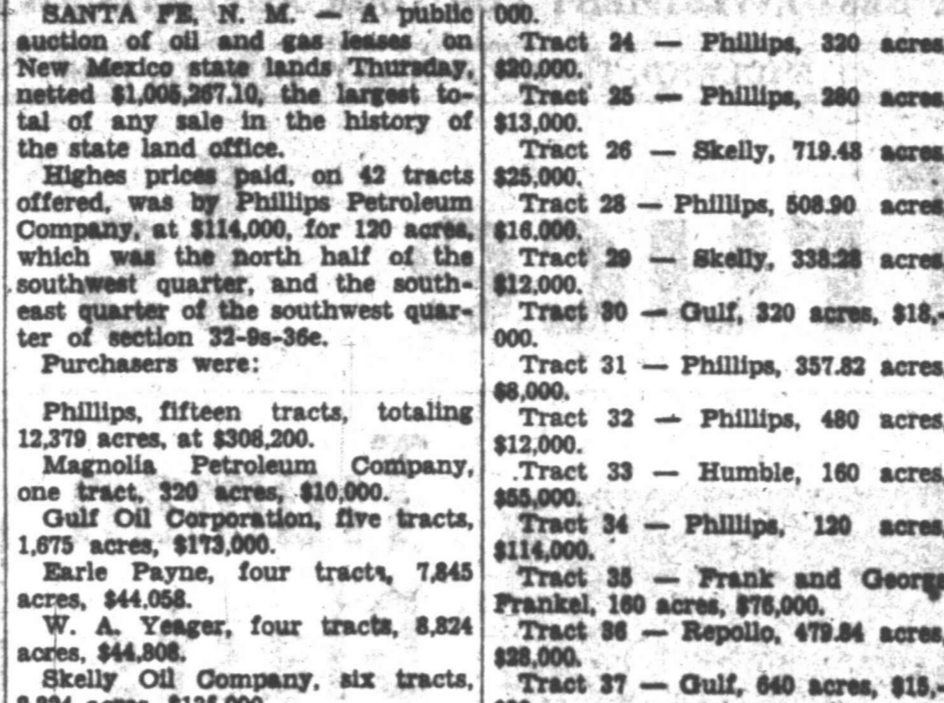 SANTA FE, N. M. — A public
auction of oil and gas leases on
New Mexico state lands Thursday,
netted $1,005,267.10, the largest to-
tal of any sale in the history of
the state land office.
Highes prices paid, on 42 tracts
offered, was by Phillips Petroleum
Company, at $114,000, for 120 acres,
which was the north half of the
southwest quarter, and the south-
east quarter of the southwest quar-
ter of section 32-9s-36e.
Purchasers were:
Phillips, fifteen tracts, totaling
12,379 acres, at $308,200.
Magnolia Petroleum Company,
one tract, 320 acres, $10,000.
Gulf Oil Corporation, five tracts,
1,675 acres, $173,000.
Earle Payne, four tracts, 7,845
acres, $44,058.
W. A. Yeager, four tracts, 8,824
acres, $44,808.
Skelly Oil Company, six tracts,
acres,
000.
Tract 24 — Phillips, 320 acres
$20,000.
Tract 25 — Phillips, 280 acres
$13,000.
Tract 26 — Skelly, 719.48 acres
$25,000.
Tract 28 — Phillips, 508.90 acres
$16,000.
Tract 29 — Skelly, 338.28 acres,
$12,000.
Tract 30 — Gulf, 320 acres, $18,-
000.
Tract 31 — Phillips, 357.82 acres,
$8,000.
Tract 32 — Phillips, 480 acres,
$12,000.
Tract 33 — Humble, 160 acres,
$55,000.
Tract 34 — Phillips, 120 acres,
$114,000.
Tract 35 — Frank and George
Frankel, 160 acres, $76,000.
Tract 36 — Repollo, 479.84 acres,
$28,000.
Tract 37 — Gulf, 640 acres, $15,-